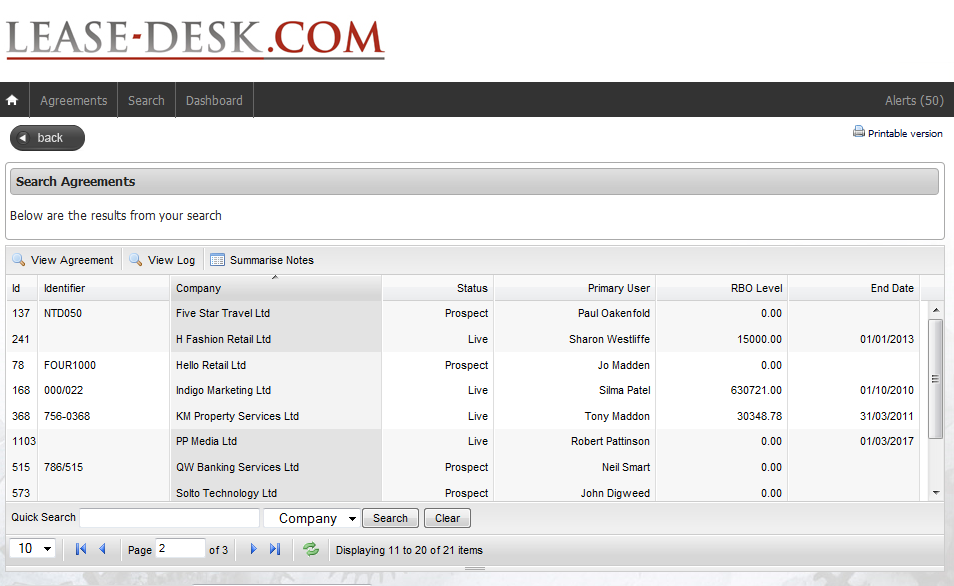 LEASE-DESK.COM
Agreements Search Dashboard Alerts (50)
back Printable version
Search Agreements
Below are the results from your search
View Agreement View Log Summarise Notes
Id Identifier Company Status Primary User RBO Level End Date
137 NTD050 Five Star Travel Ltd Prospect Paul Oakenfold 0.00
241 H Fashion Retail Ltd Live Sharon Westliffe 15000.00 01/01/2013
78 FOUR1000 Hello Retail Ltd Prospect Jo Madden 0.00
168 000/022 Indigo Marketing Ltd Live Silma Patel 630721.00 01/10/2010
368 756-0368 KM Property Services Ltd Live Tony Maddon 30348.78 31/03/2011
1103 PP Media Ltd Live Robert Pattinson 0.00 01/03/2017
515 786/515 QW Banking Services Ltd Prospect Neil Smart 0.00
573 Solto Technology Ltd Prospect John Digweed 0.00
Quick Search Company Search Clear
10 Page 2 of 3 Displaying 11 to 20 of 21 items